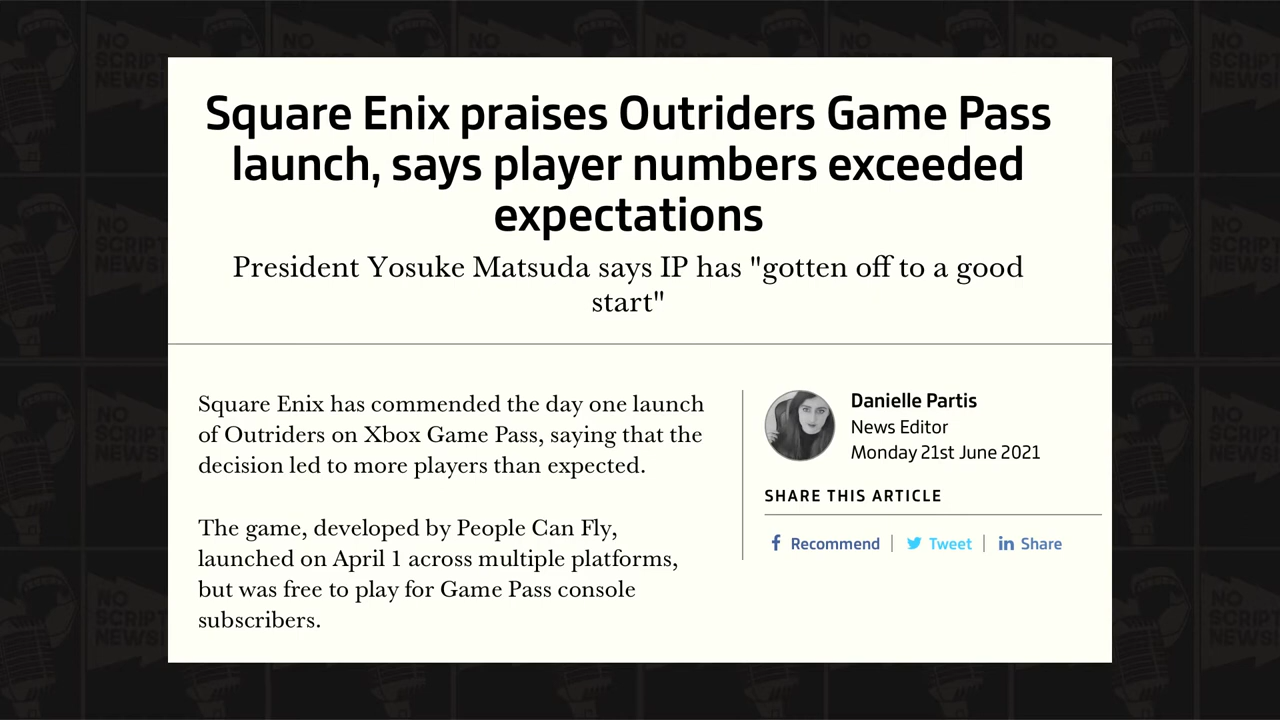 Square Enix praises Outriders Game Pass
launch, says player numbers exceeded
expectations
President Yosuke Matsuda says IP has "gotten off to a good
start"
Square Enix has commended the day one launch
of Outriders on Xbox Game Pass, saying that the
decision led to more players than expected.
The game, developed by People Can Fly,
launched on April 1 across multiple platforms,
but was free to play for Game Pass console
subscribers.
Danielle Partis
News Editor
Monday 21st June 2021
SHARE THIS ARTICLE
Recommend
Tweet
Share
NO
SCRIPT
NEWS!